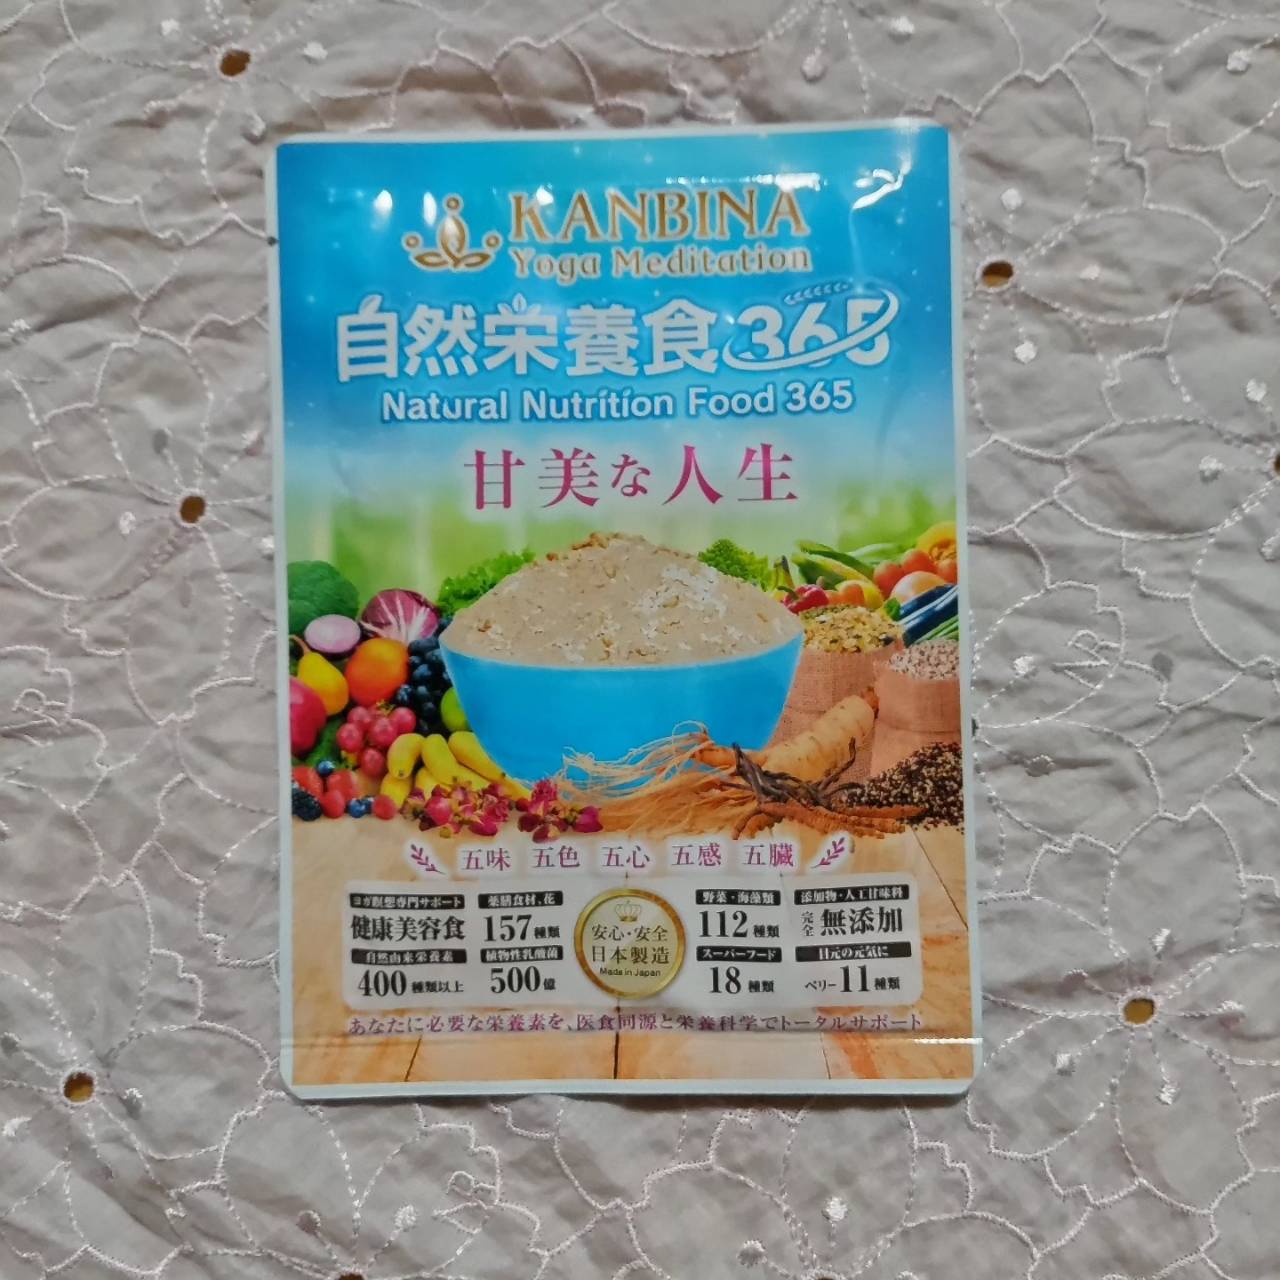 KANBINA
Yoga Meditation
自然栄養食365
Natural Nutrition Food 365
甘美な人生
五味 五色 五心 五感 五臓
ヨガ瞑想専門サポート
健康美容食
薬膳食材、花
157種類
安心・安全
日本製造
Made in Japan
野菜・海藻類
112種類
添加物・人工甘味料
完全無添加
自然由来栄養素
400種類以上
植物性乳酸菌
500億
スーパーフード
18種類
目元の元気に
ベリー11種類
あなたに必要な栄養素を、医食同源と栄養科学でトータルサポート